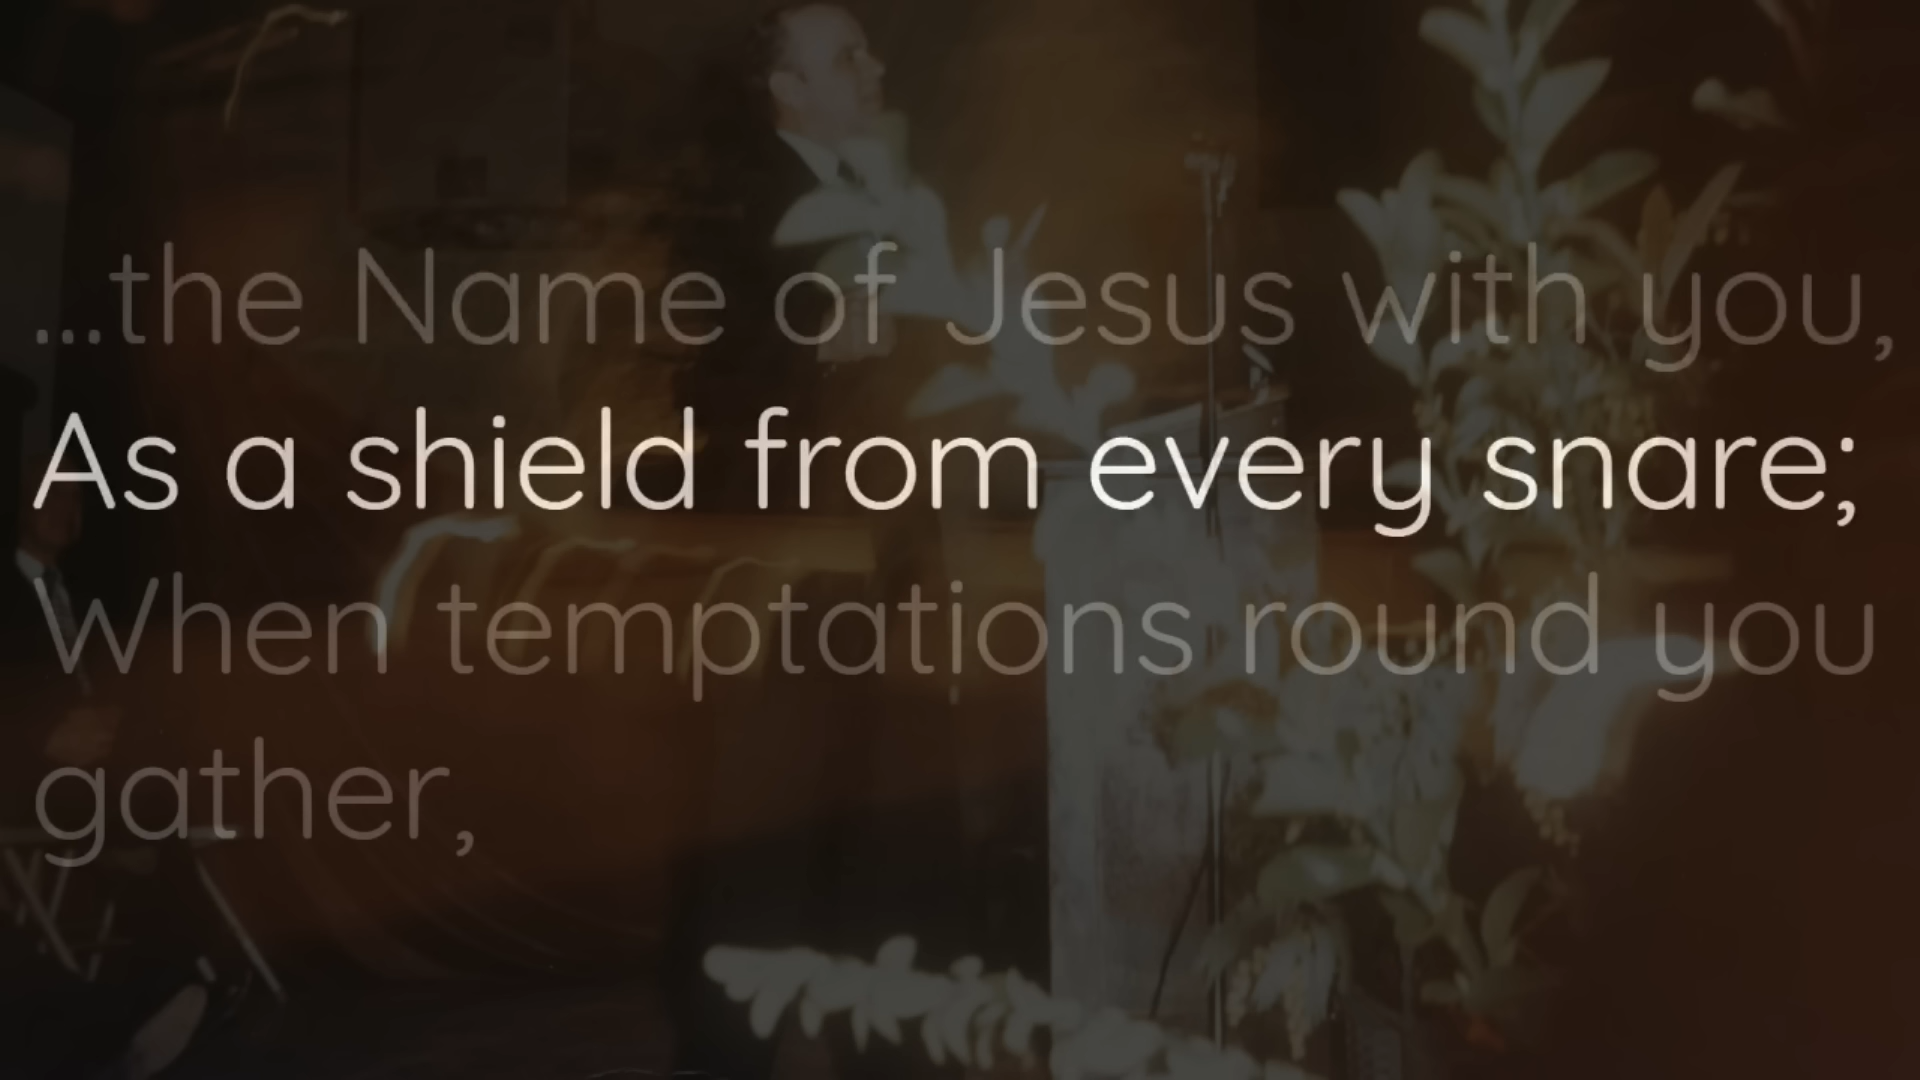 ...the Name of Jesus with you,
As a shield from every snare;
When temptations round you
gather,